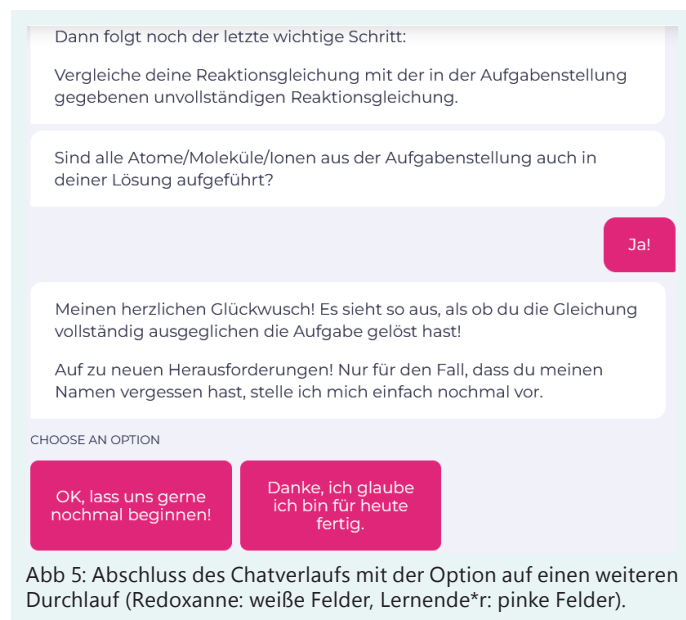 Dann folgt noch der letzte wichtige Schritt:
Vergleiche deine Reaktionsgleichung mit der in der Aufgabenstellung
gegebenen unvollständigen Reaktionsgleichung.
Sind alle Atome/Moleküle/Ionen aus der Aufgabenstellung auch in
deiner Lösung aufgeführt?
Ja!
Meinen herzlichen Glückwusch! Es sieht so aus, als ob du die Gleichung
vollständig ausgeglichen die Aufgabe gelöst hast!
Auf zu neuen Herausforderungen! Nur für den Fall, dass du meinen
Namen vergessen hast, stelle ich mich einfach nochmal vor.
CHOOSE AN OPTION
OK, lass uns gerne
nochmal beginnen!
Danke, ich glaube
ich bin für heute
fertig.
Abb 5: Abschluss des Chatverlaufs mit der Option auf einen weiteren
Durchlauf (Redoxanne: weiße Felder, Lernende*r: pinke Felder).